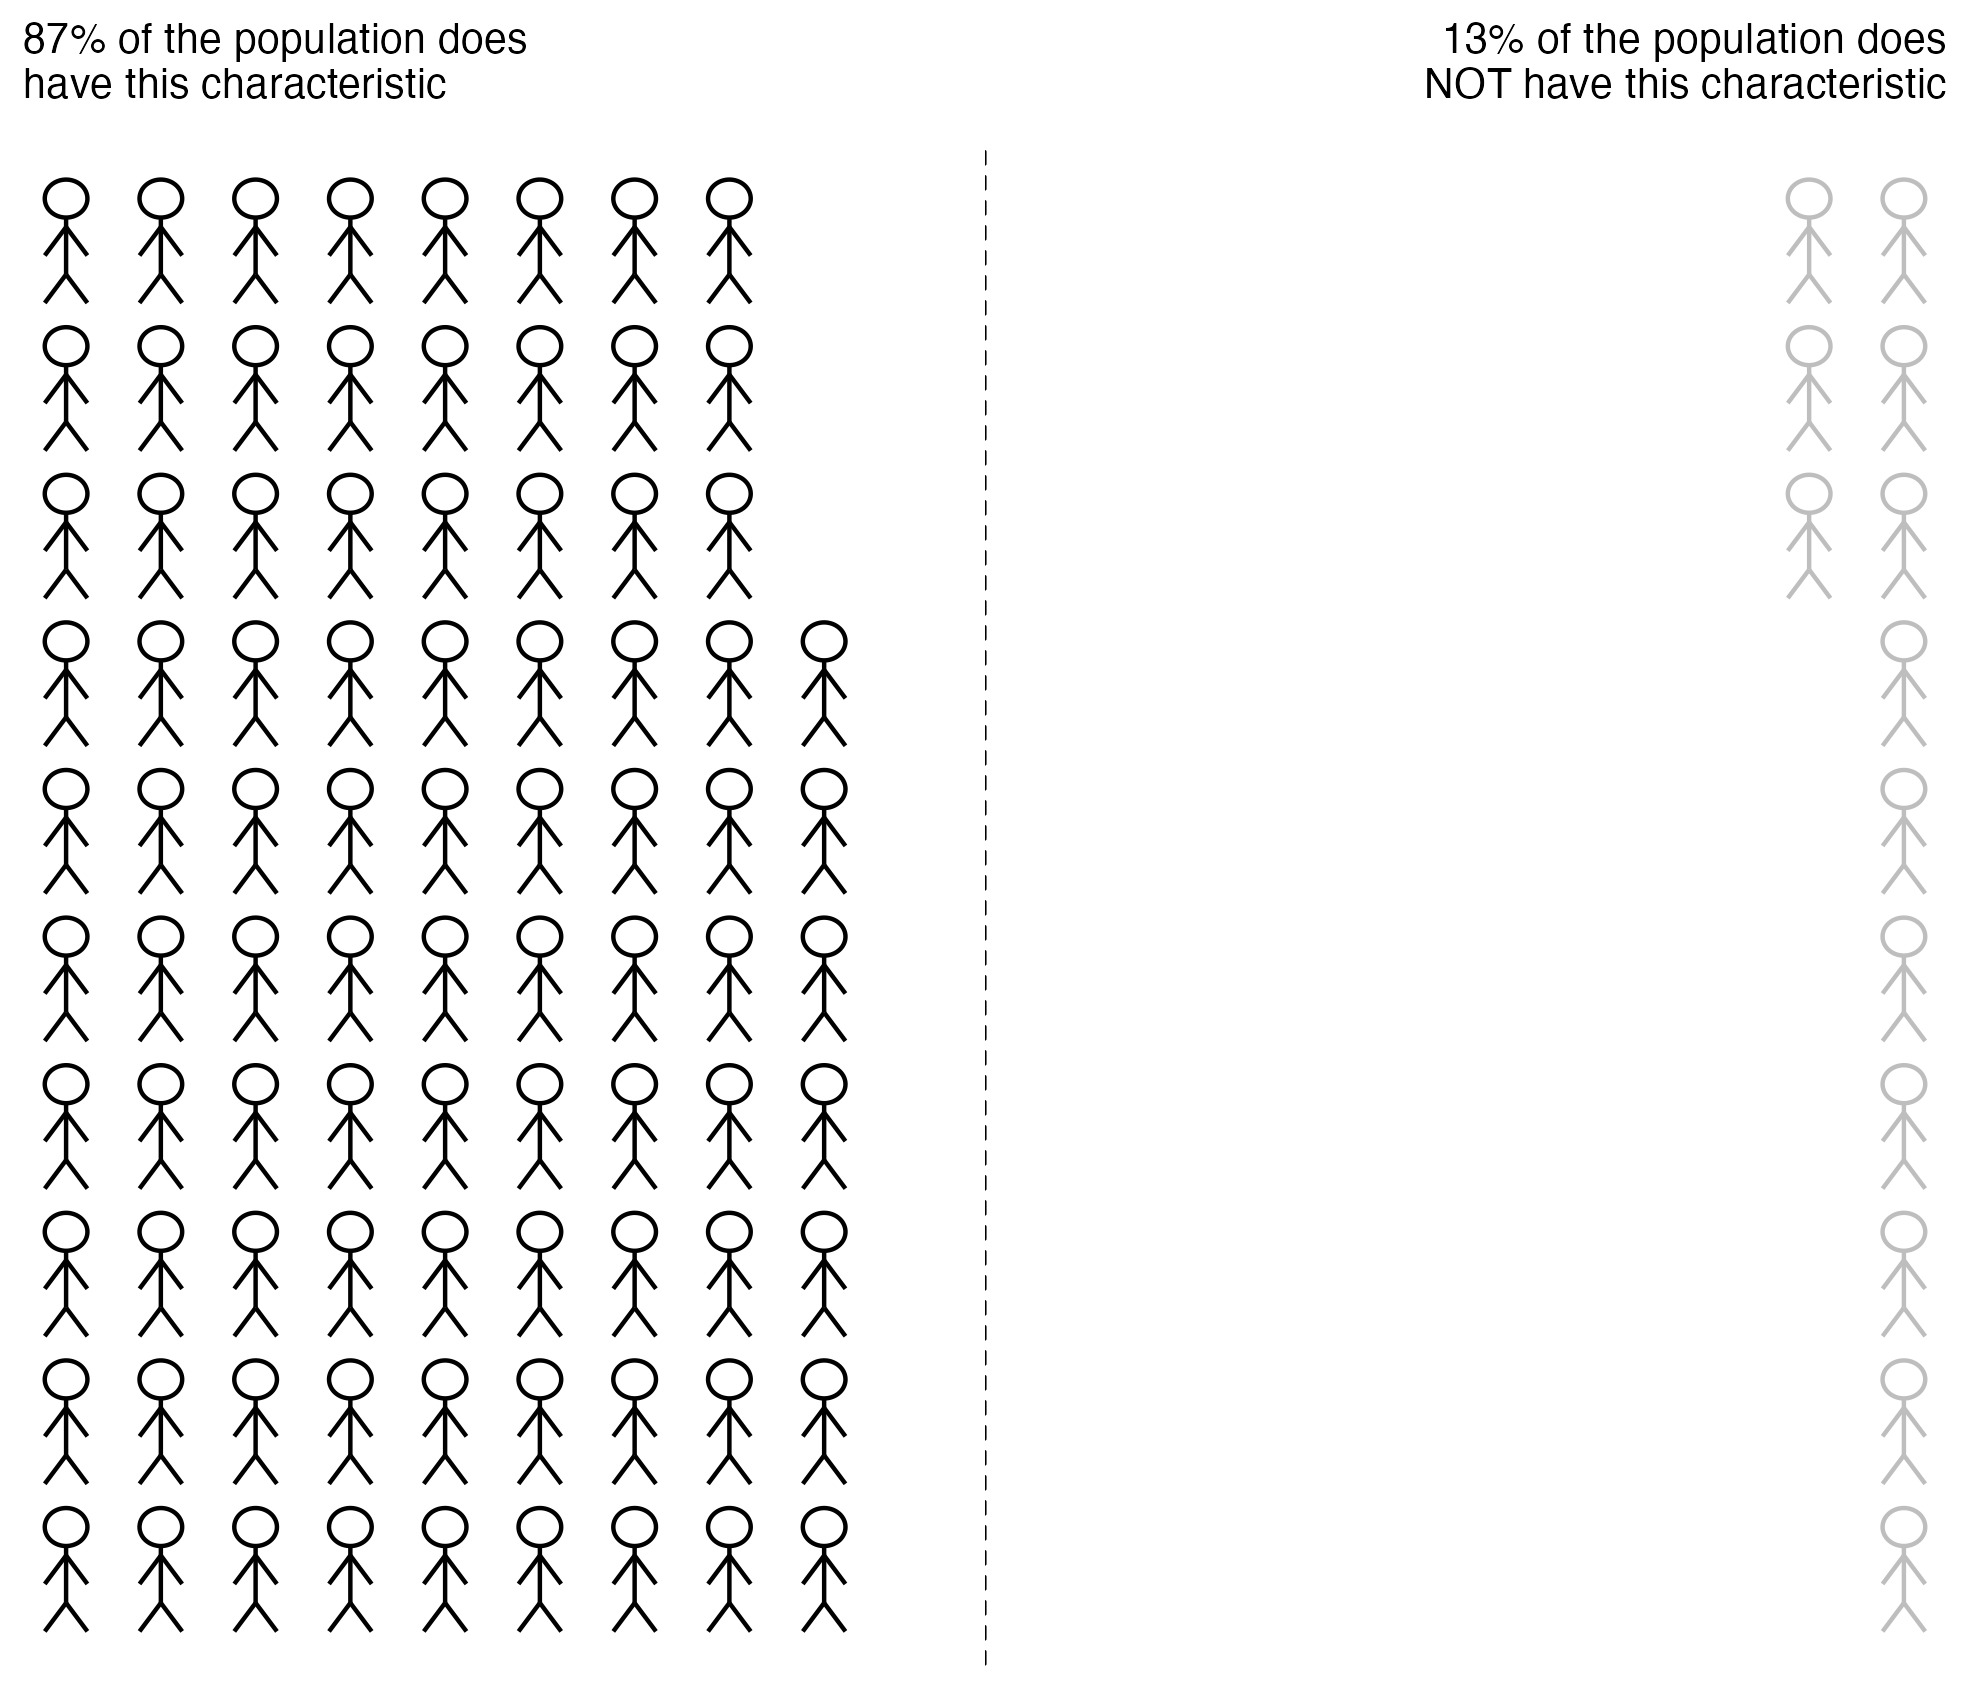 87% of the population does
have this characteristic
13% of the population does
NOT have this characteristic